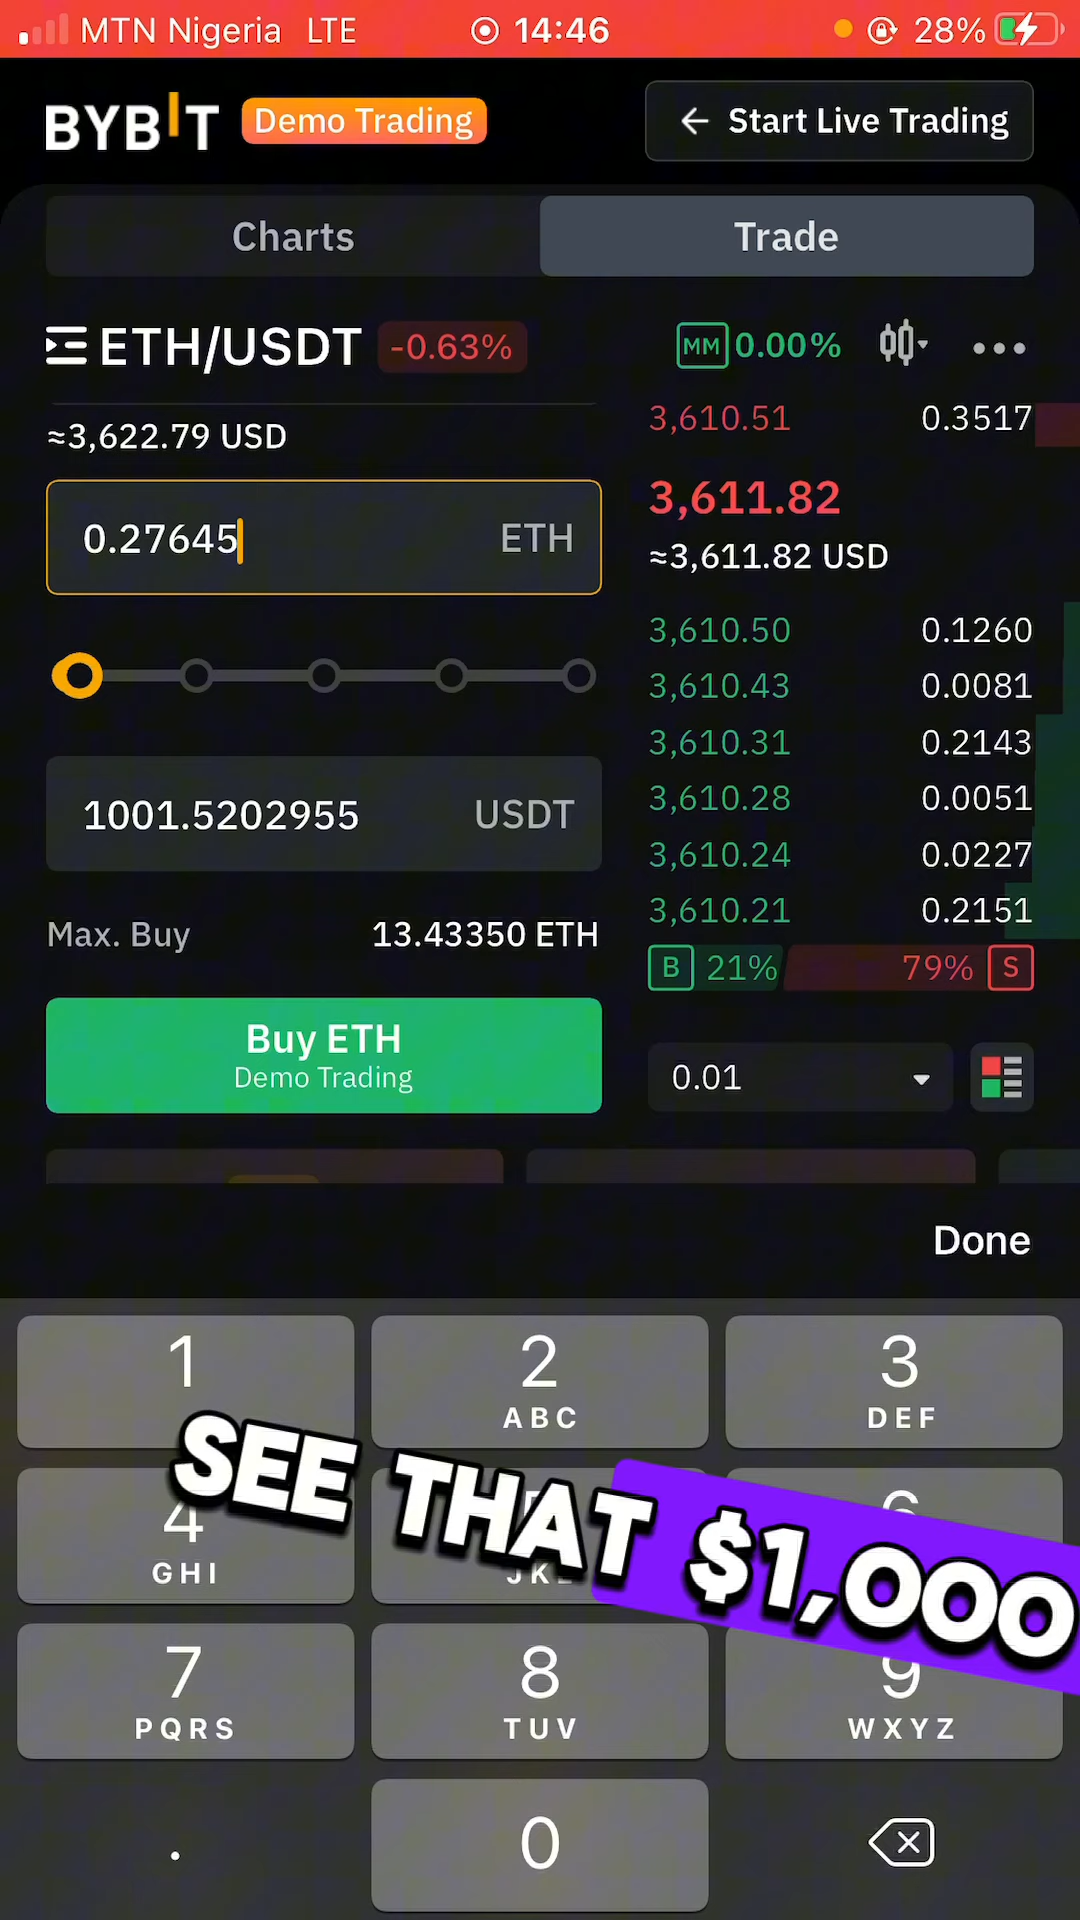 MTN Nigeria LTE 14:46 28%
BYBIT Demo Trading ← Start Live Trading
Charts Trade
ETH/USDT -0.63% MM 0.00%
≈3,622.79 USD
0.27645 ETH
1001.5202955 USDT
Max. Buy 13.43350 ETH
Buy ETH
Demo Trading
3,610.51 0.3517
3,611.82
≈3,611.82 USD
3,610.50 0.1260
3,610.43 0.0081
3,610.31 0.2143
3,610.28 0.0051
3,610.24 0.0227
3,610.21 0.2151
B 21% 79% S
0.01
Done
1 2 3
ABC DEF
SEE THAT $1,000
4
GHI
7 8 9
PQRS TUV WXYZ
. 0